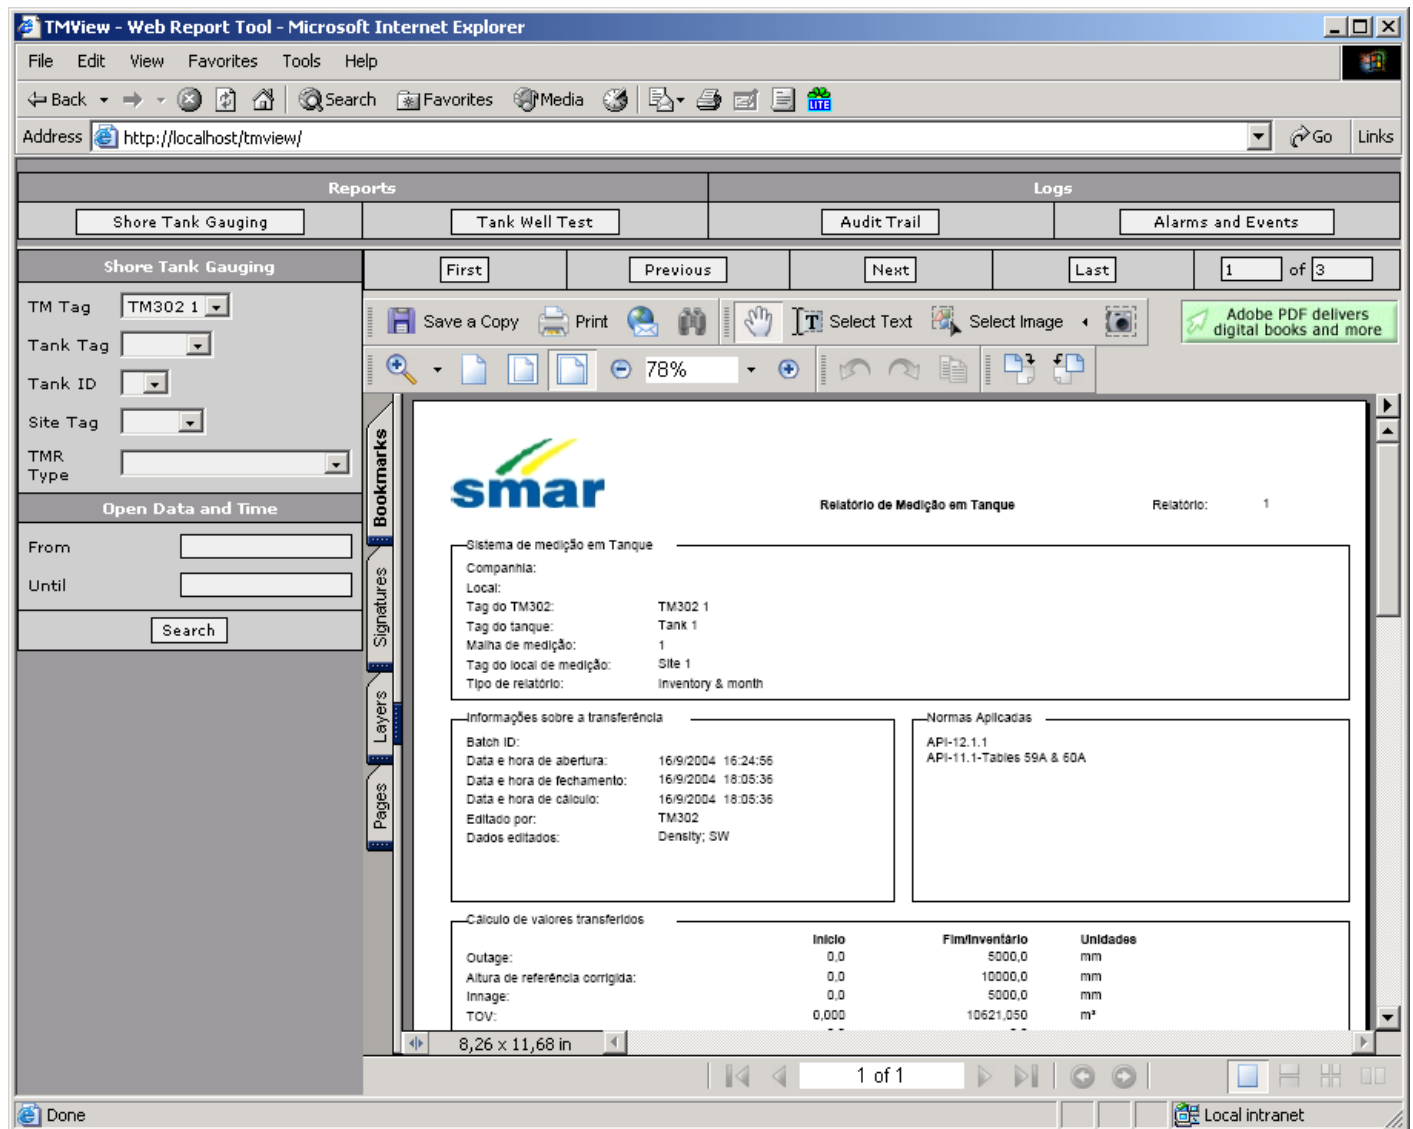 TMView - Web Report Tool - Microsoft Internet Explorer
File Edit View Favorites Tools Help
Back Search Favorites Media LITE
Address http://localhost/tmview/ Go Links
Reports Logs
Shore Tank Gauging Tank Well Test Audit Trail Alarms and Events
Shore Tank Gauging First Previous Next Last 1 of 3
TM Tag TM302 1
Tank Tag
Tank ID
Site Tag
TMR Type
Open Data and Time
From
Until
Search
Save a Copy Print Select Text Select Image
Adobe PDF delivers
digital books and more
78%
Bookmarks
Signatures
Layers
Pages
smar
Relatório de Medição em Tanque Relatório: 1
Sistema de medição em Tanque
Companhia:
Local:
Tag do TM302: TM302 1
Tag do tanque: Tank 1
Malha de medição: 1
Tag do local de medição: Site 1
Tipo de relatório: Inventory & month
Informações sobre a transferência
Batch ID:
Data e hora de abertura: 16/9/2004 16:24:56
Data e hora de fechamento: 16/9/2004 18:05:36
Data e hora de cálculo: 16/9/2004 18:05:36
Editado por: TM302
Dados editados: Density; SW
Normas Aplicadas
API-12.1.1
API-11.1-Tables 59A & 60A
Cálculo de valores transferidos
Início Fim/Inventário Unidades
Outage: 0,0 5000,0 mm
Altura de referência corrigida: 0,0 10000,0 mm
Innage: 0,0 5000,0 mm
TOV: 0,000 10621,050 m³
8,26 x 11,68 in
1 of 1
Done Local intranet